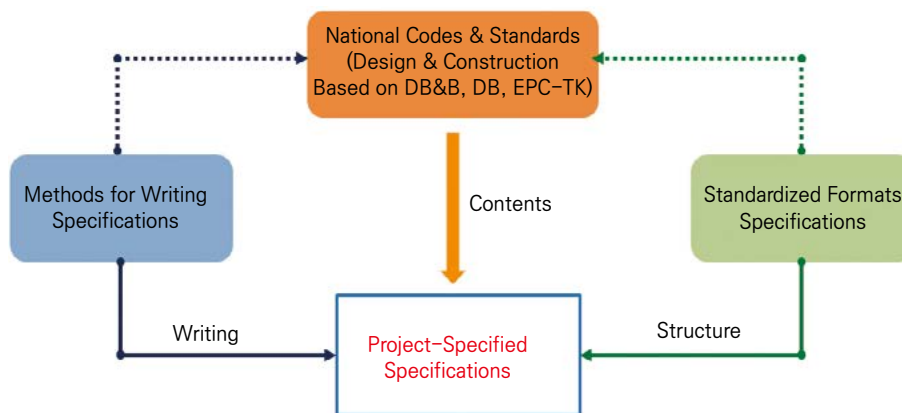 National Codes & Standards
(Design & Construction
Based on DB&B, DB, EPC-TK)
Methods for Writing
Specifications
Contents
Standardized Formats
Specifications
Writing
Structure
Project-Specified
Specifications